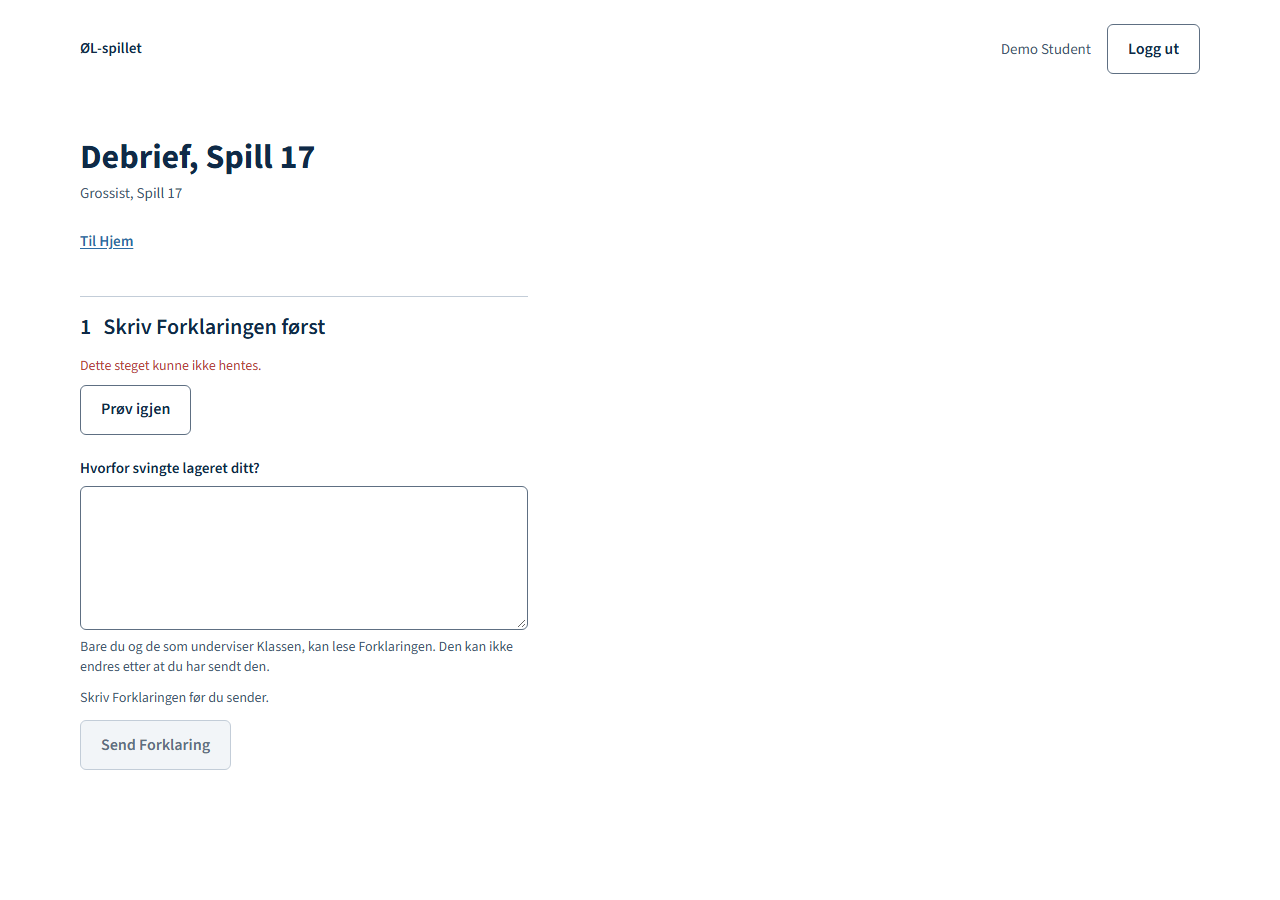 ØL-spillet
Demo Student
Logg ut
Debrief, Spill 17
Grossist, Spill 17
Til Hjem
1 Skriv Forklaringen først
Dette steget kunne ikke hentes.
Prøv igjen
Hvorfor svingte lageret ditt?
Bare du og de som underviser Klassen, kan lese Forklaringen. Den kan ikke
endres etter at du har sendt den.
Skriv Forklaringen før du sender.
Send Forklaring